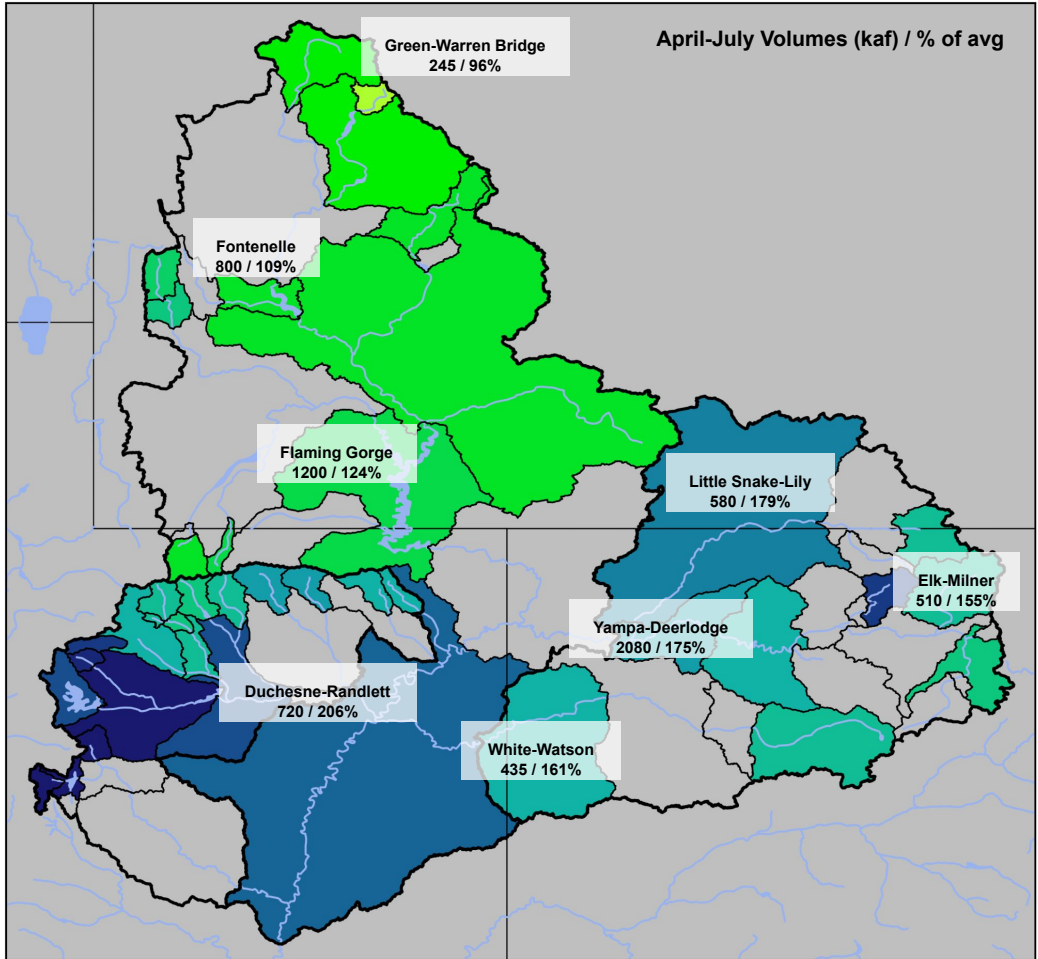 April-July Volumes (kaf) / % of avg
Green-Warren Bridge
245 / 96%
Fontenelle
800 / 109%
Flaming Gorge
1200 / 124%
Little Snake-Lily
580 / 179%
Elk-Milner
510 / 155%
Yampa-Deerlodge
2080 / 175%
Duchesne-Randlett
720 / 206%
White-Watson
435 / 161%